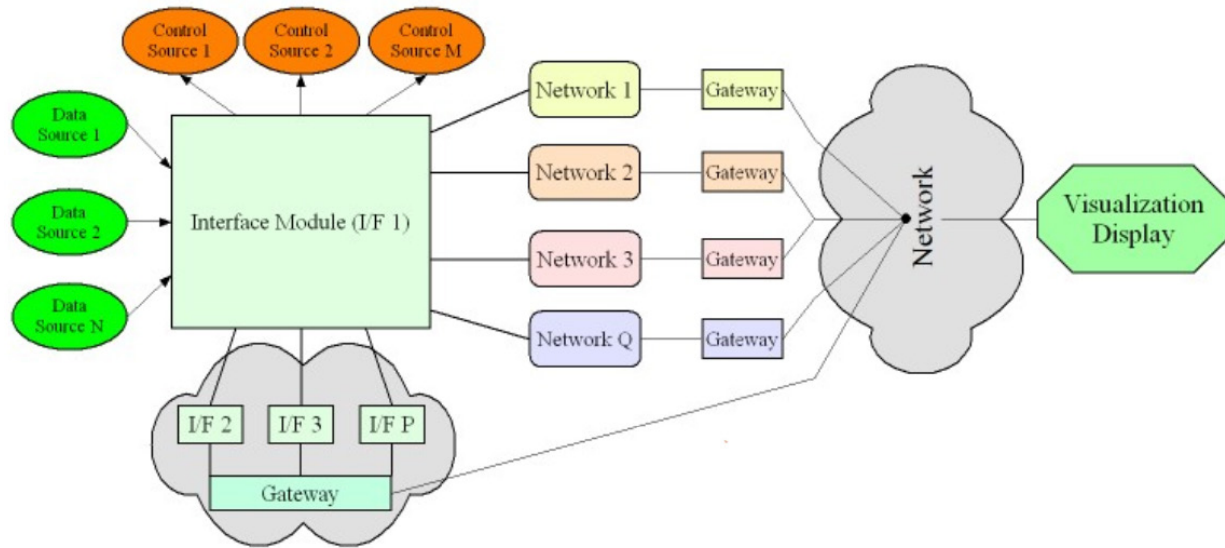 Control
Source 1
Control
Source 2
Control
Source M
Data
Source 1
Data
Source 2
Data
Source N
Interface Module (I/F 1)
Network 1
Gateway
Network 2
Gateway
Network 3
Gateway
Network Q
Gateway
Network
Visualization
Display
I/F 2
I/F 3
I/F P
Gateway